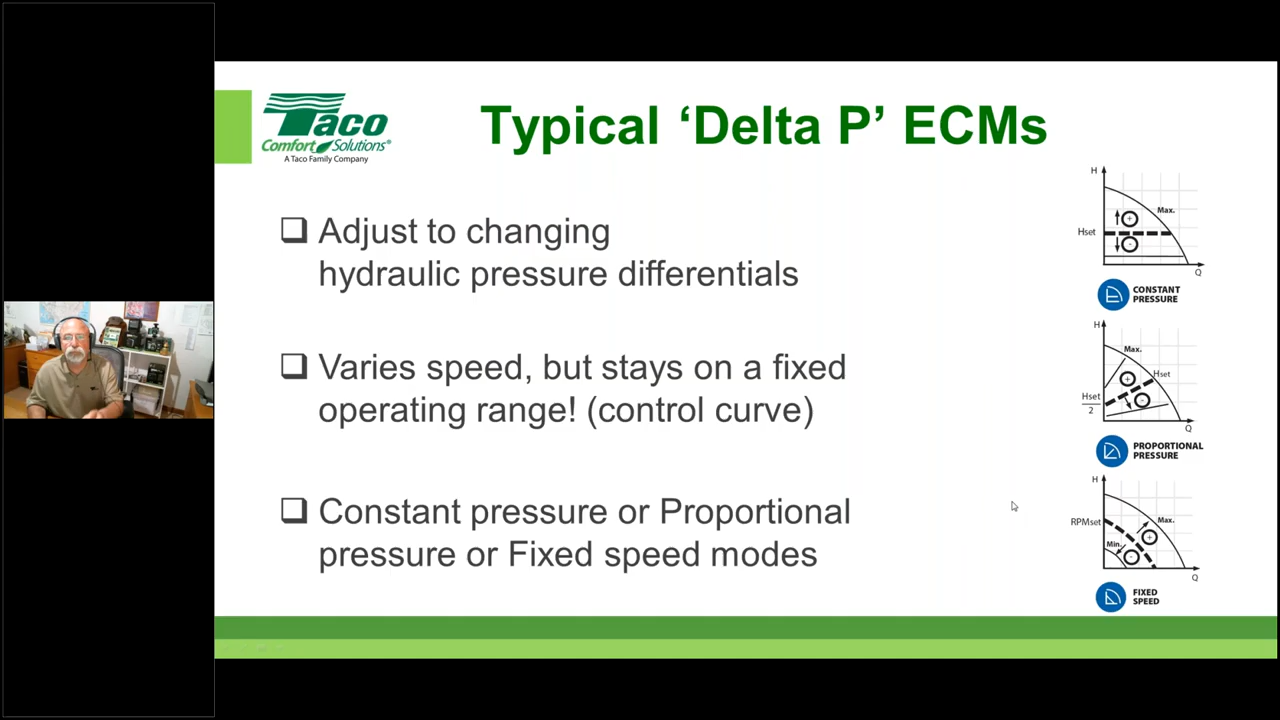 Taco
Comfort Solutions®
A Taco Family Company
Typical ‘Delta P’ ECMs
Adjust to changing
hydraulic pressure differentials
Varies speed, but stays on a fixed
operating range! (control curve)
Constant pressure or Proportional
pressure or Fixed speed modes
H
Max.
Hset
Q
CONSTANT
PRESSURE
H
Max.
Hset
Hset
2
Q
PROPORTIONAL
PRESSURE
H
RPMset
Max.
Min.
Q
FIXED
SPEED